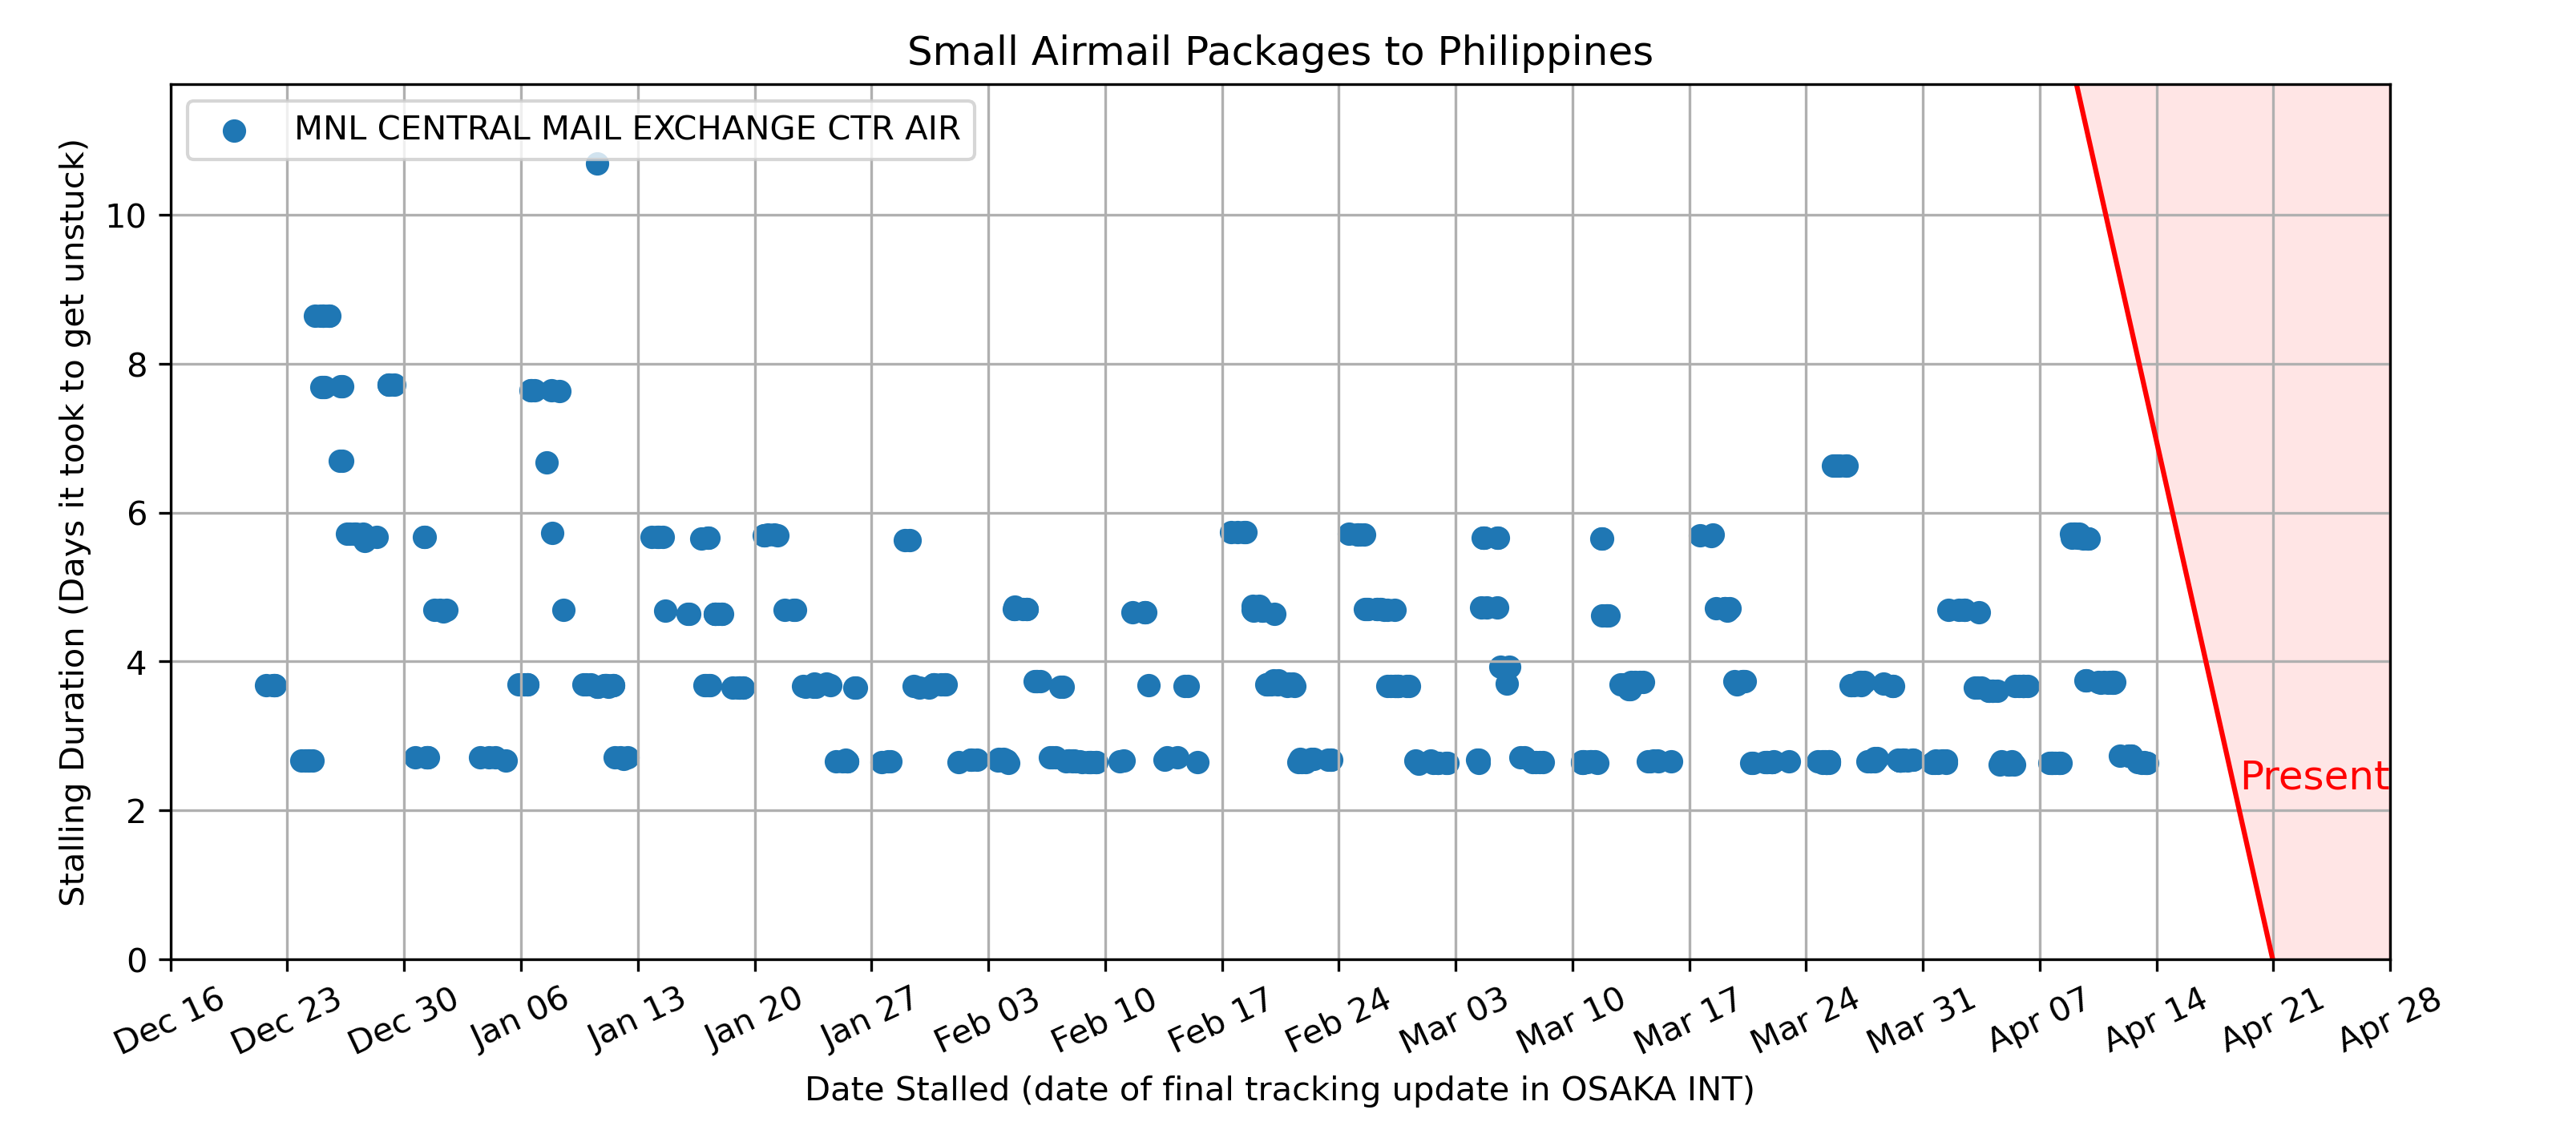 Small Airmail Packages to Philippines
MNL CENTRAL MAIL EXCHANGE CTR AIR
Stalling Duration (Days it took to get unstuck)
10
8
6
4
2
0
Present
Dec 16 Dec 23 Dec 30 Jan 06 Jan 13 Jan 20 Jan 27 Feb 03 Feb 10 Feb 17 Feb 24 Mar 03 Mar 10 Mar 17 Mar 24 Mar 31 Apr 07 Apr 14 Apr 21 Apr 28
Date Stalled (date of final tracking update in OSAKA INT)